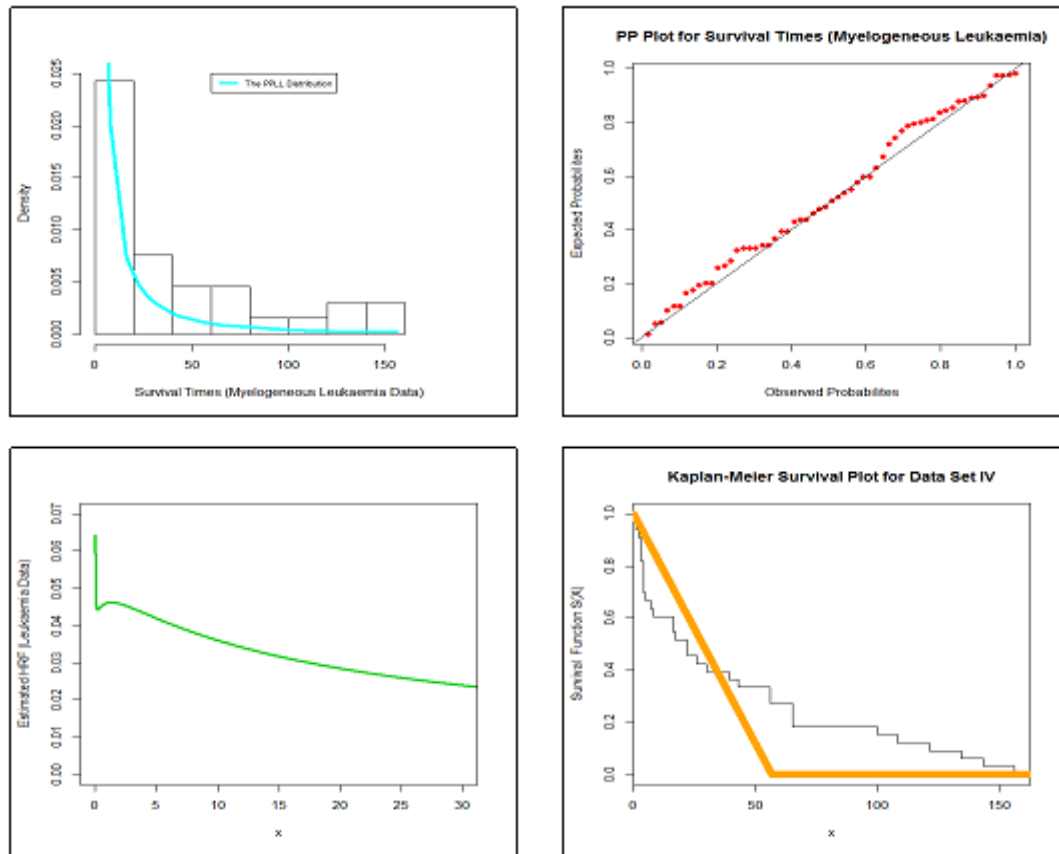 The PPLL Distribution
Density
0.000 0.005 0.010 0.015 0.020 0.025
0 50 100 150
Survival Times (Myelogeneous Leukaemia Data)
PP Plot for Survival Times (Myelogeneous Leukaemia)
Expected Probabilites
0.0 0.2 0.4 0.6 0.8 1.0
0.0 0.2 0.4 0.6 0.8 1.0
Observed Probabilites
Estimated HRF (Leukaemia Data)
0.00 0.01 0.02 0.03 0.04 0.05 0.06 0.07
0 5 10 15 20 25 30
x
Kaplan-Meier Survival Plot for Data Set IV
Survival Function S(X)
0.0 0.2 0.4 0.6 0.8 1.0
0 50 100 150
x